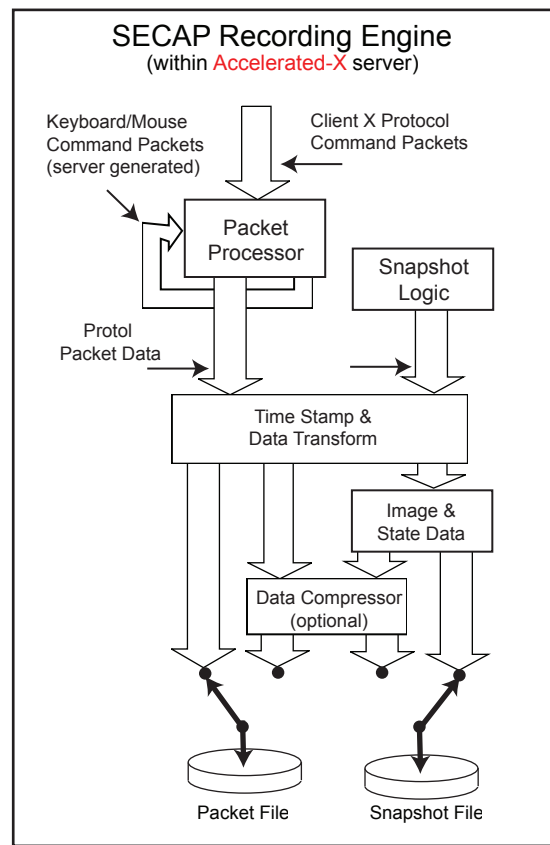 SECAP Recording Engine
(within Accelerated-X server)
Keyboard/Mouse
Command Packets
(server generated)
Client X Protocol
Command Packets
Packet
Processor
Snapshot
Logic
Protol
Packet Data
Time Stamp &
Data Transform
Image &
State Data
Data Compressor
(optional)
Packet File
Snapshot File